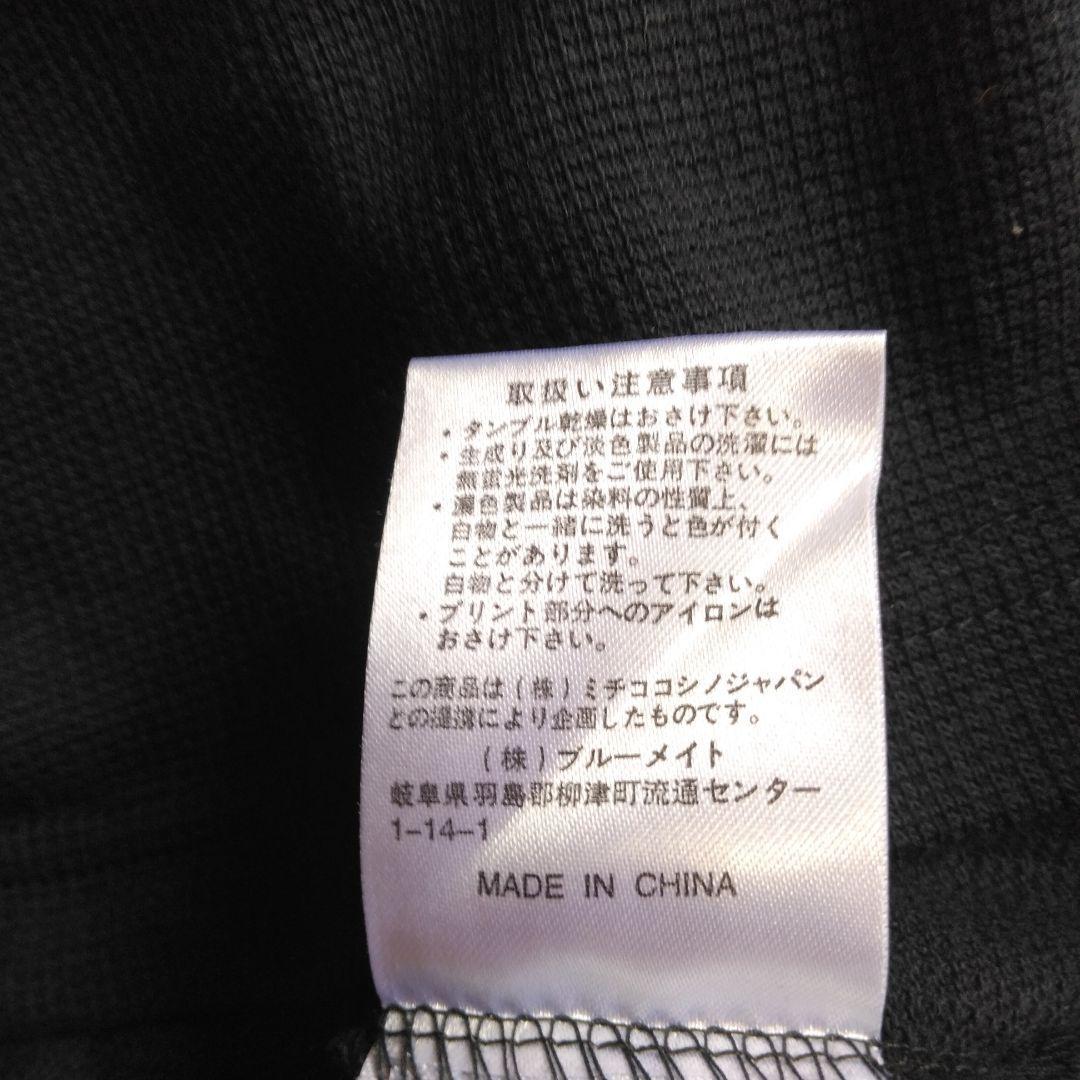 取扱い注意事項
・タンブル乾燥はおさけ下さい。
・生成り及び淡色製品の洗濯には
無蛍光洗剤をご使用下さい。
・濃色製品は染料の性質上、
白物と一緒に洗うと色が付く
ことがあります。
白物と分けて洗って下さい。
・プリント部分へのアイロンは
おさけ下さい。
この商品は(株)ミチココシノジャパン
との提携により企画したものです。
(株)ブルーメイト
岐阜県羽島郡柳津町流通センター
1-14-1
MADE IN CHINA